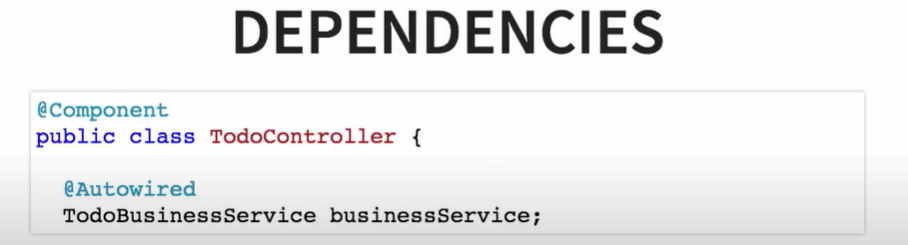 DEPENDENCIES
@Component
public class TodoController {
@Autowired
TodoBusinessService businessService;